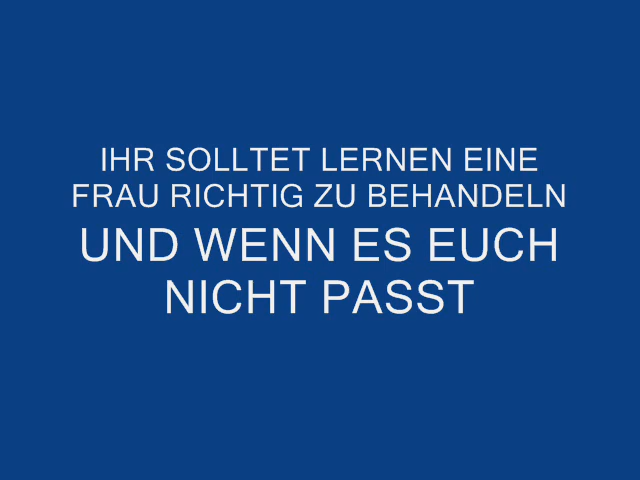 IHR SOLLTET LERNEN EINE
FRAU RICHTIG ZU BEHANDELN
UND WENN ES EUCH
NICHT PASST